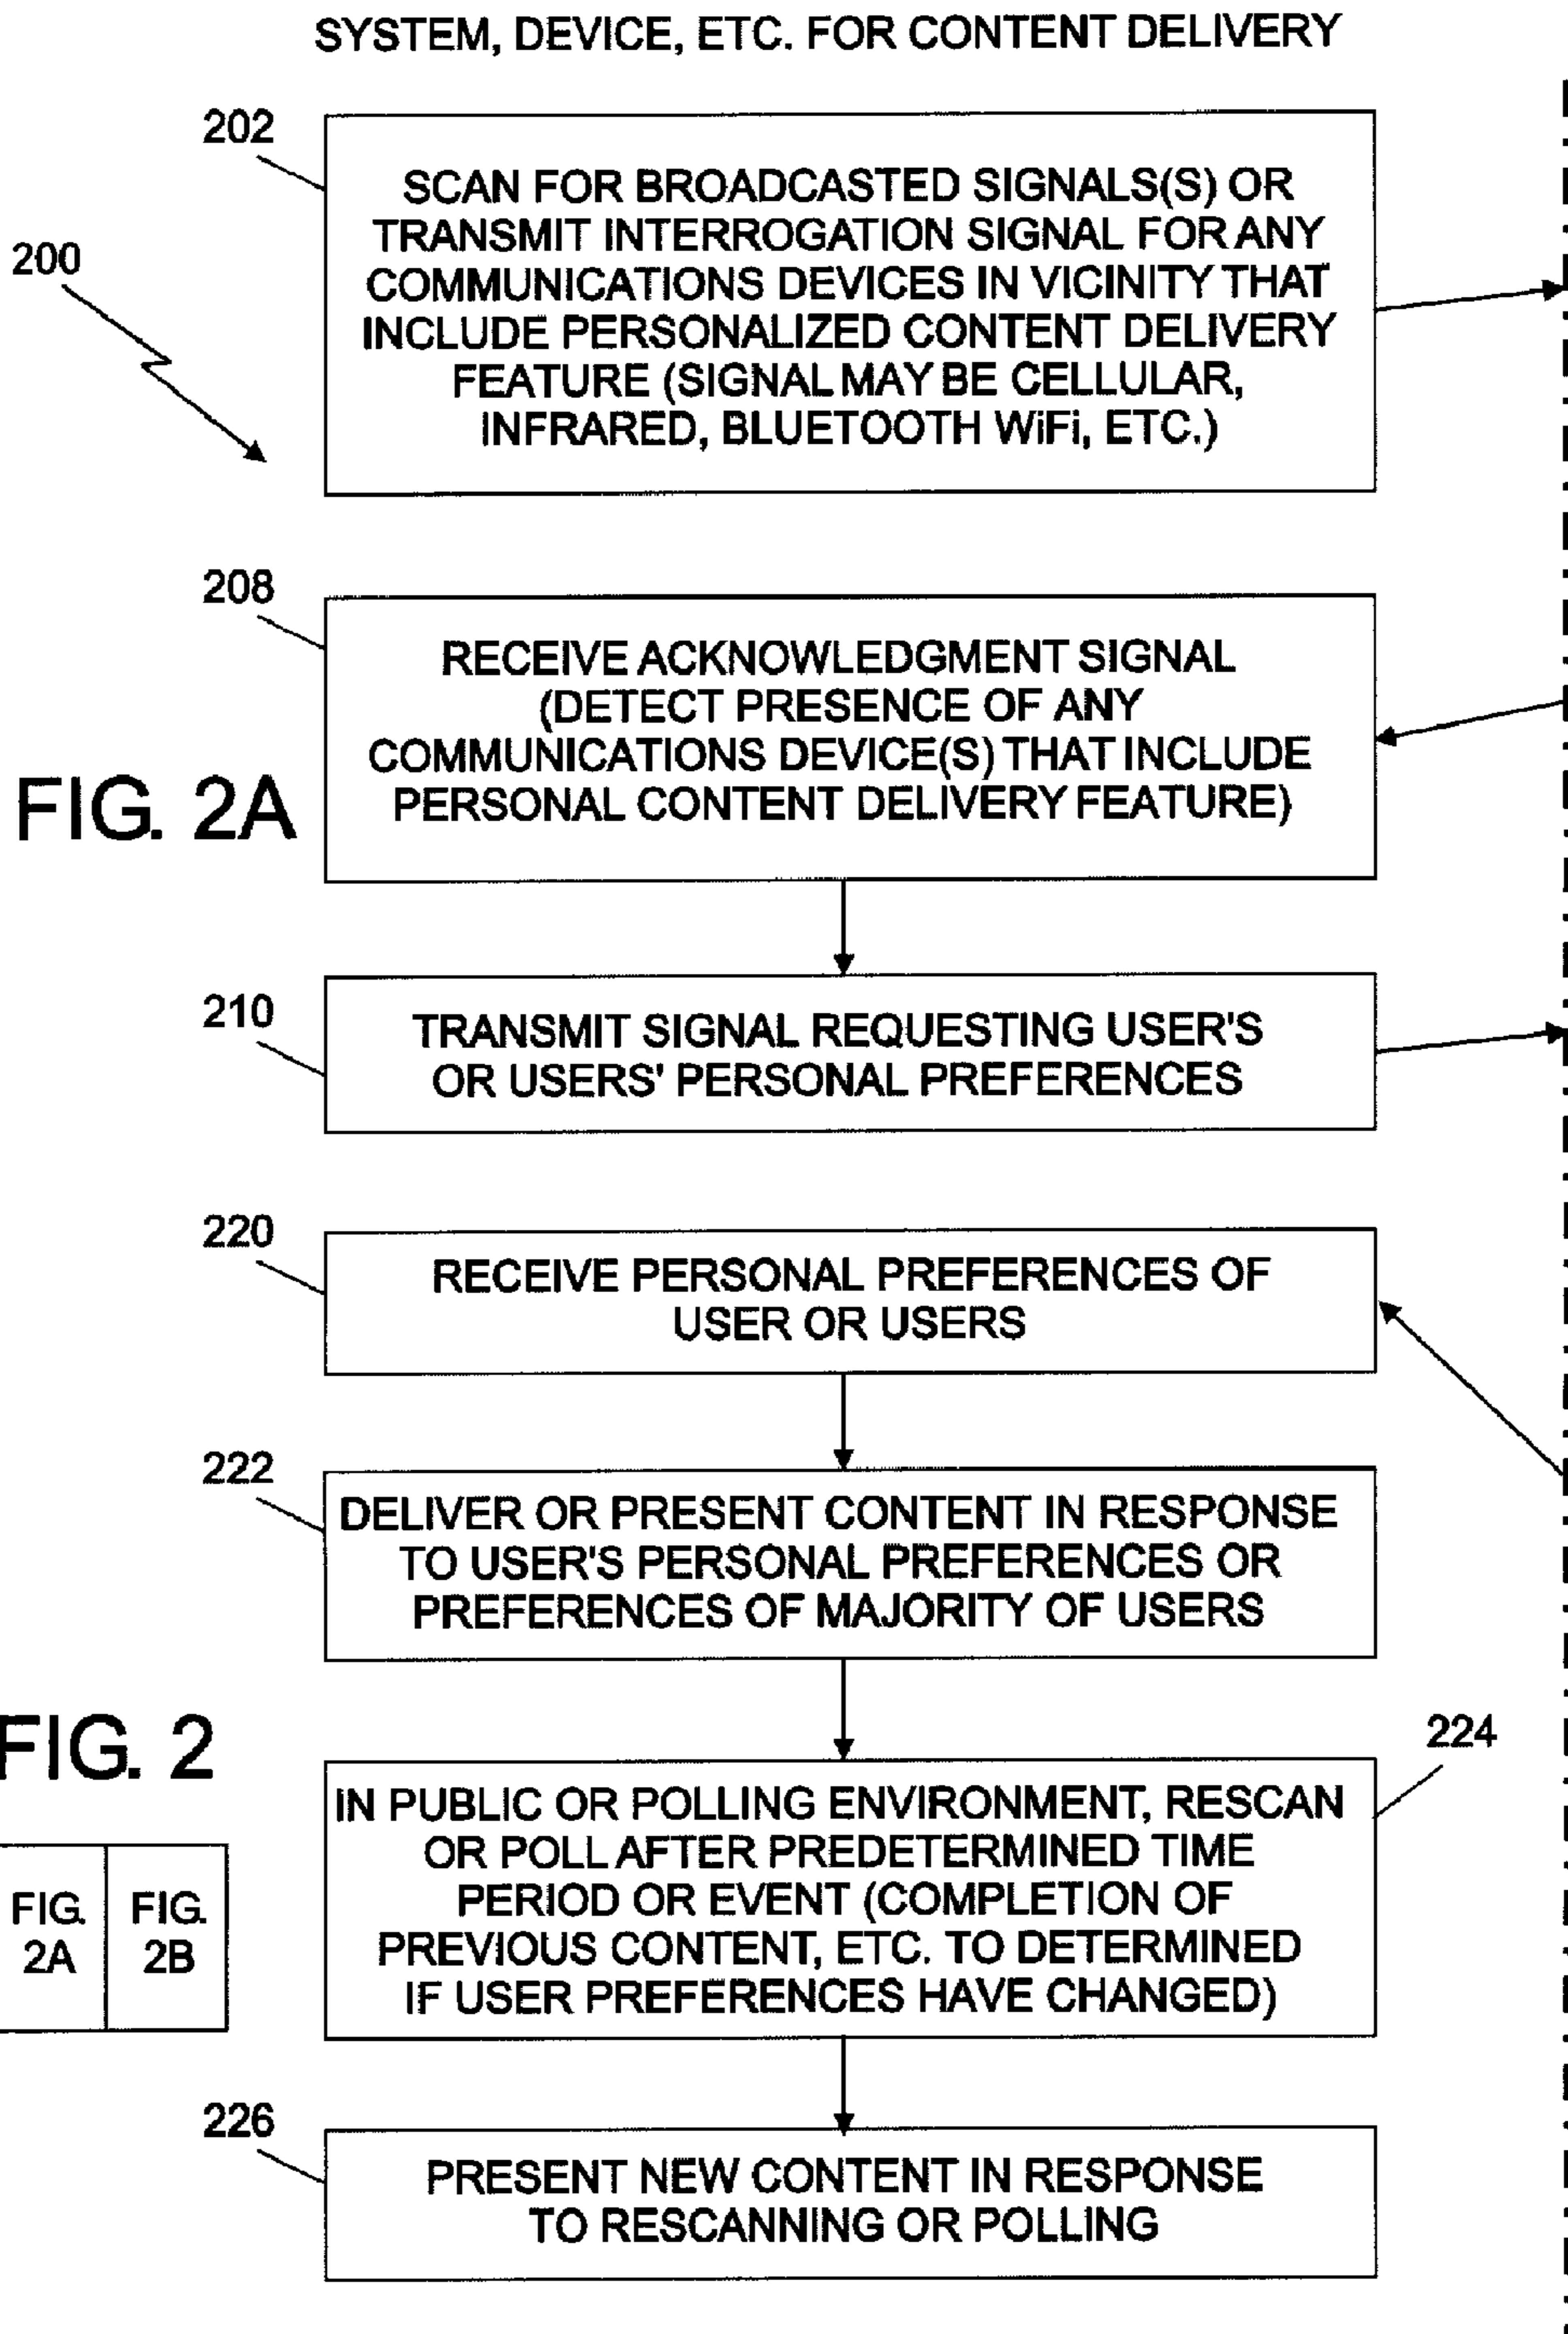 SYSTEM, DEVICE, ETC. FOR CONTENT DELIVERY
202
SCAN FOR BROADCASTED SIGNALS(S) OR
TRANSMIT INTERROGATION SIGNAL FOR ANY
COMMUNICATIONS DEVICES IN VICINITY THAT
INCLUDE PERSONALIZED CONTENT DELIVERY
FEATURE (SIGNAL MAY BE CELLULAR,
INFRARED, BLUETOOTH WiFi, ETC.)
200
208
RECEIVE ACKNOWLEDGMENT SIGNAL
(DETECT PRESENCE OF ANY
COMMUNICATIONS DEVICE(S) THAT INCLUDE
PERSONAL CONTENT DELIVERY FEATURE)
FIG. 2A
210
TRANSMIT SIGNAL REQUESTING USER'S
OR USERS' PERSONAL PREFERENCES
220
RECEIVE PERSONAL PREFERENCES OF
USER OR USERS
222
DELIVER OR PRESENT CONTENT IN RESPONSE
TO USER'S PERSONAL PREFERENCES OR
PREFERENCES OF MAJORITY OF USERS
FIG. 2
224
IN PUBLIC OR POLLING ENVIRONMENT, RESCAN
OR POLL AFTER PREDETERMINED TIME
PERIOD OR EVENT (COMPLETION OF
PREVIOUS CONTENT, ETC. TO DETERMINED
IF USER PREFERENCES HAVE CHANGED)
FIG. 2A
FIG. 2B
226
PRESENT NEW CONTENT IN RESPONSE
TO RESCANNING OR POLLING